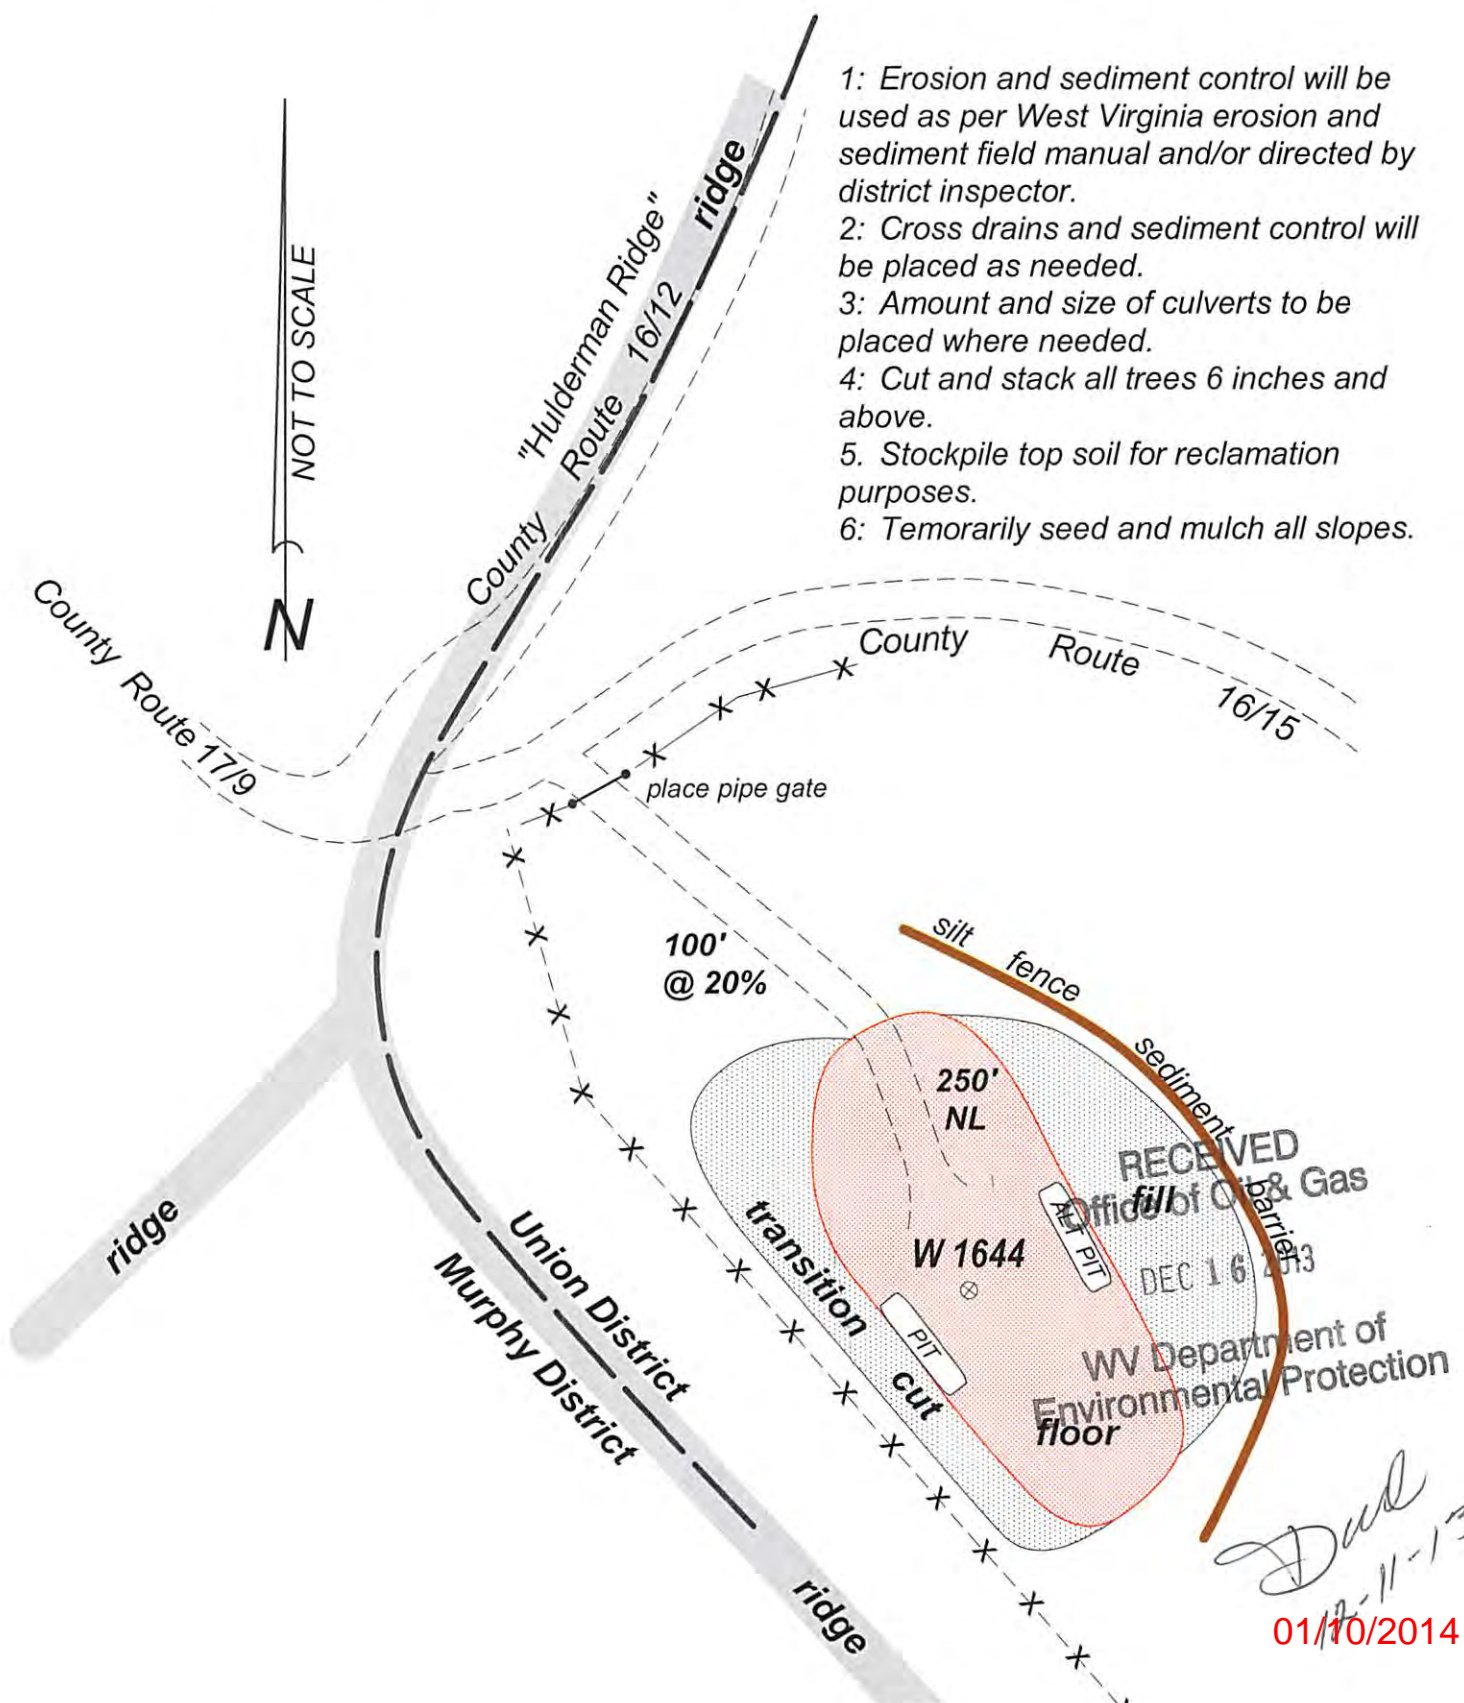 1: Erosion and sediment control will be
used as per West Virginia erosion and
sediment field manual and/or directed by
district inspector.
2: Cross drains and sediment control will
be placed as needed.
3: Amount and size of culverts to be
placed where needed.
4: Cut and stack all trees 6 inches and
above.
5. Stockpile top soil for reclamation
purposes.
6: Temorarily seed and mulch all slopes.
NOT TO SCALE
N
ridge
"Hulderman Ridge"
County Route 16/12
County Route 17/9
County Route 16/15
place pipe gate
100'
@ 20%
silt fence sediment barrier
250'
NL
RECEIVED
Office of Oil & Gas
DEC 16 2013
WV Department of
Environmental Protection
fill
ALT PIT
W 1644
PIT
transition
cut
floor
ridge
Union District
Murphy District
ridge
12-11-13
01/10/2014